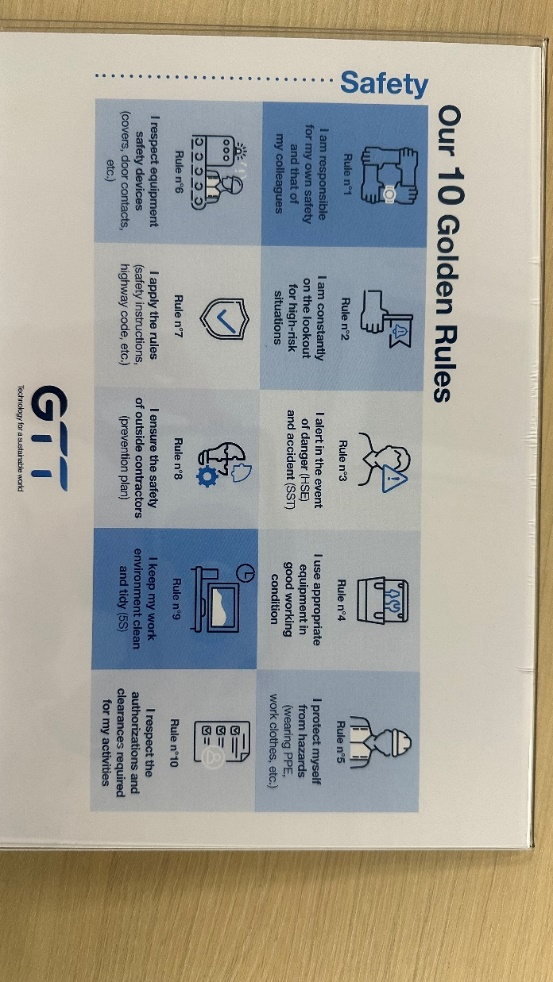 Our 10 Golden Rules
Safety
Rule n°1
I am responsible
for my own safety
and that of
my colleagues
Rule n°2
I am constantly
on the lookout
for high-risk
situations
Rule n°3
I alert in the event
of danger (HSE)
and accident (SST)
Rule n°4
I use appropriate
equipment in
good working
condition
Rule n°5
I protect myself
from hazards
(wearing PPE,
work clothes, etc.)
Rule n°6
I respect equipment
safety devices
(covers, door contacts,
etc.)
Rule n°7
I apply the rules
(safety instructions,
highway code, etc.)
Rule n°8
I ensure the safety
of outside contractors
(prevention plan)
Rule n°9
I keep my work
environment clean
and tidy (5S)
Rule n°10
I respect the
authorizations and
clearances required
for my activities
GTT
Technology for a sustainable world